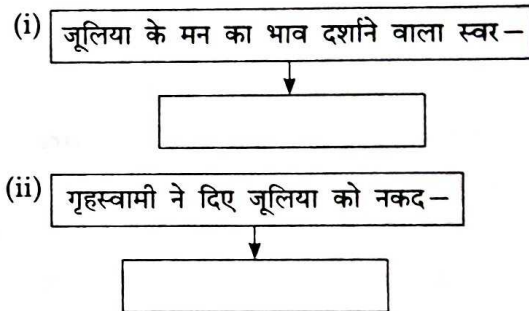 (i) जूलिया के मन का भाव दर्शाने वाला स्वर–
(ii) गृहस्वामी ने दिए जूलिया को नकद–